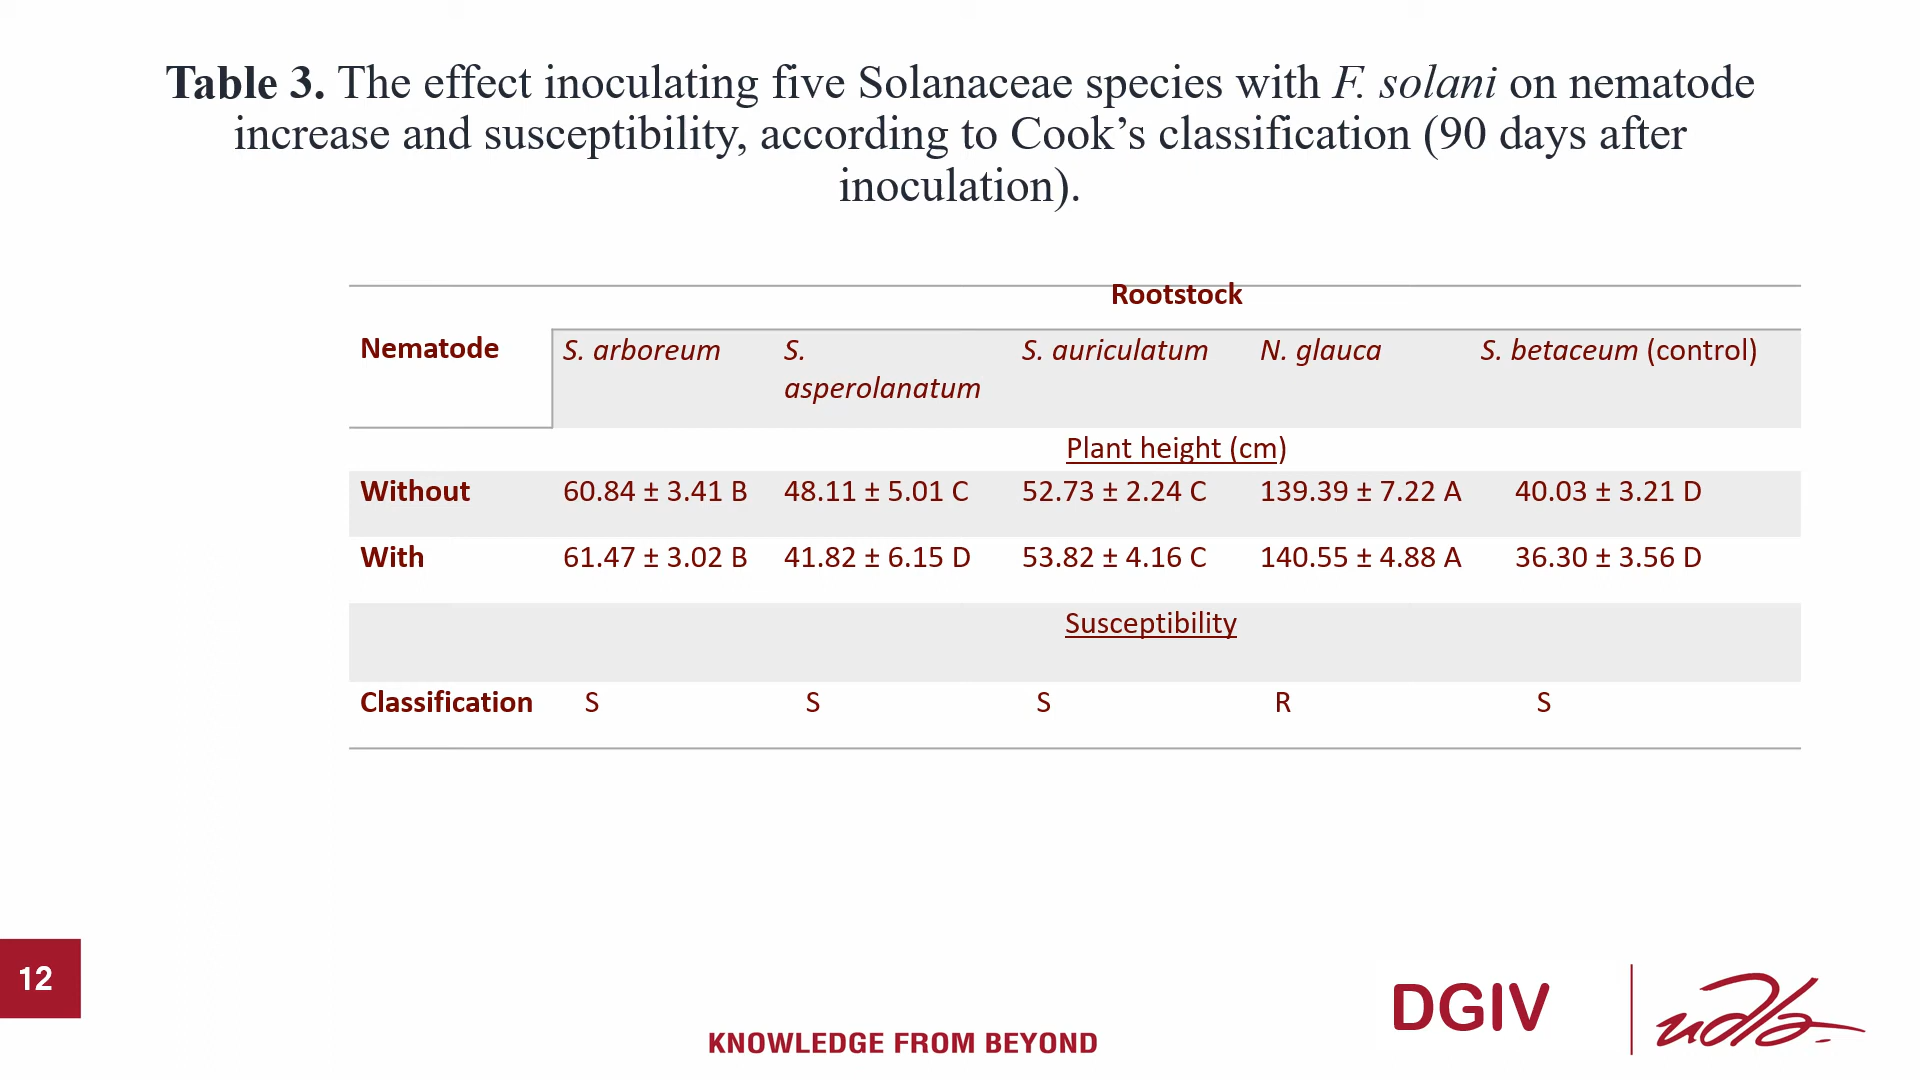 Table 3. The effect inoculating five Solanaceae species with F. solani on nematode
increase and susceptibility, according to Cook’s classification (90 days after
inoculation).
Rootstock
Nematode S. arboreum S. asperolanatum S. auriculatum N. glauca S. betaceum (control)
Plant height (cm)
Without 60.84 ± 3.41 B 48.11 ± 5.01 C 52.73 ± 2.24 C 139.39 ± 7.22 A 40.03 ± 3.21 D
With 61.47 ± 3.02 B 41.82 ± 6.15 D 53.82 ± 4.16 C 140.55 ± 4.88 A 36.30 ± 3.56 D
Susceptibility
Classification S S S R S
12
DGIV
udla-
KNOWLEDGE FROM BEYOND